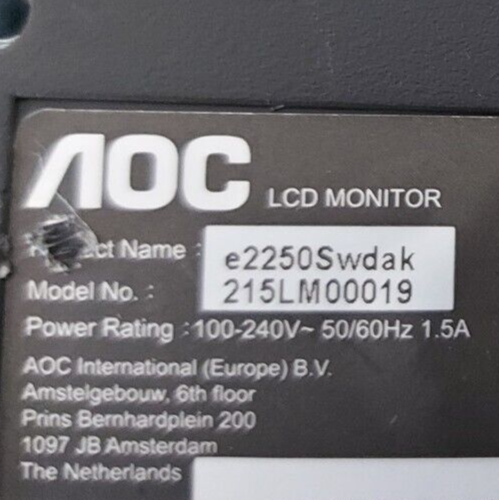 AOC LCD MONITOR
ct Name : e2250Swdak
Model No. : 215LM00019
Power Rating : 100-240V~ 50/60Hz 1.5A
AOC International (Europe) B.V.
Amstelgebouw, 6th floor
Prins Bernhardplein 200
1097 JB Amsterdam
The Netherlands